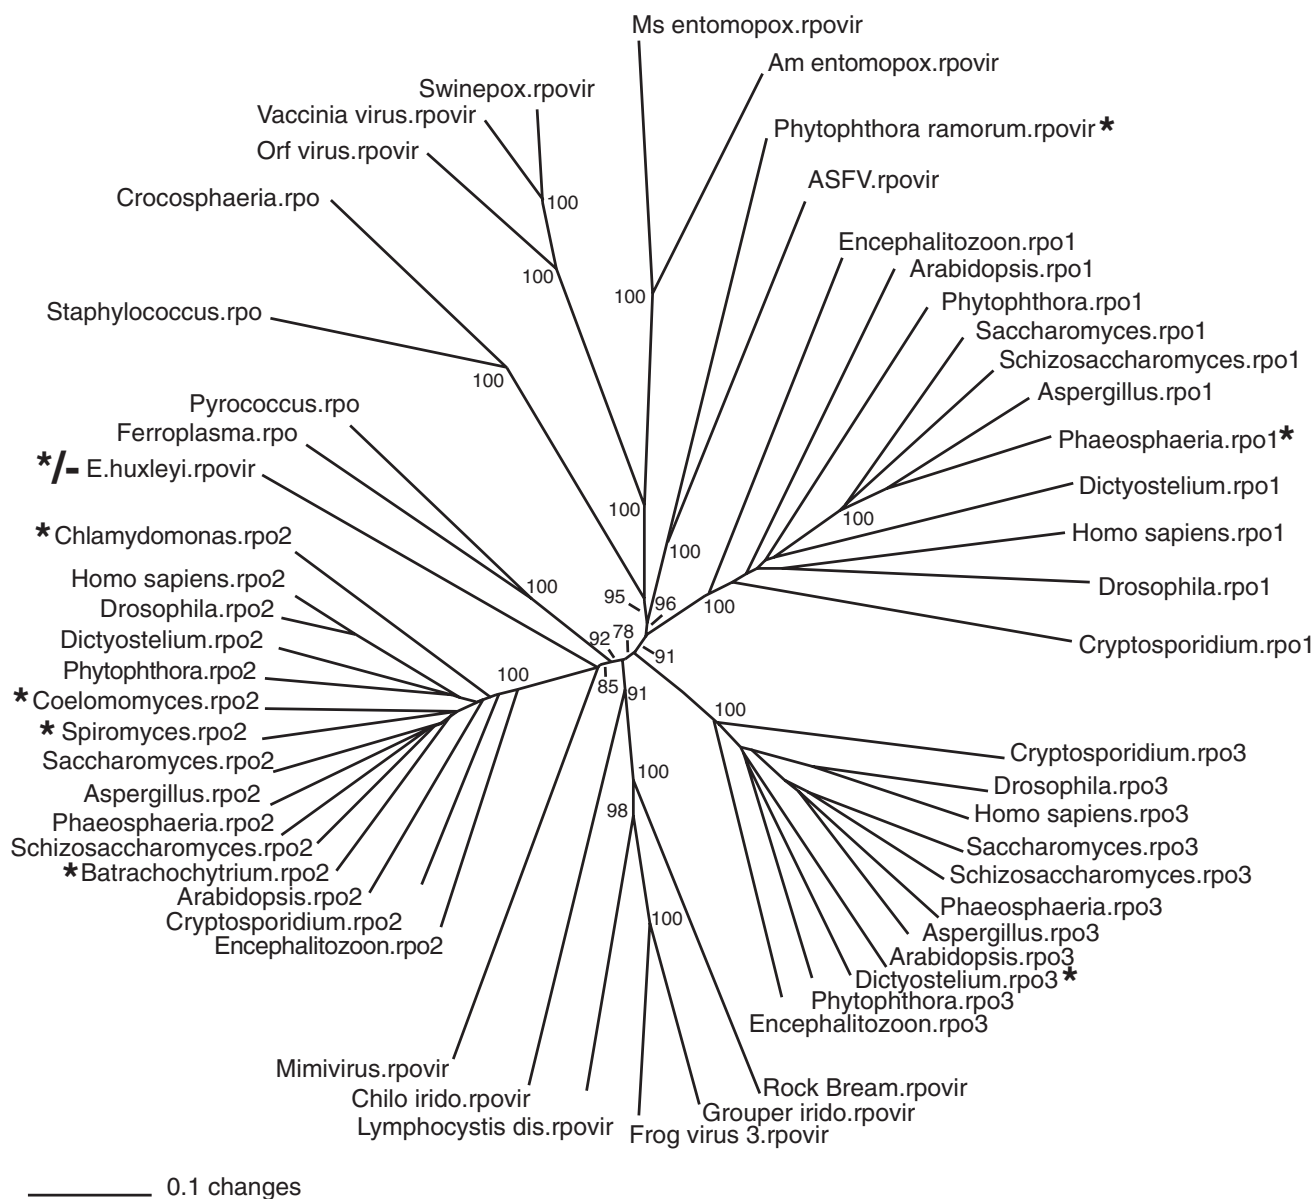 Ms entomopox.rpovir
Am entomopox.rpovir
Swinepox.rpovir
Vaccinia virus.rpovir
Phytophthora ramorum.rpovir*
Orf virus.rpovir
ASFV.rpovir
Crocosphaeria.rpo
100
Encephalitozoon.rpo1
Arabidopsis.rpo1
100
100
Phytophthora.rpo1
Staphylococcus.rpo
Saccharomyces.rpo1
Schizosaccharomyces.rpo1
100
Aspergillus.rpo1
Pyrococcus.rpo
Ferroplasma.rpo
Phaeosphaeria.rpo1*
*/- E.huxleyi.rpovir
Dictyostelium.rpo1
100
100
*Chlamydomonas.rpo2
Homo sapiens.rpo1
100
Homo sapiens.rpo2
100
Drosophila.rpo1
95
96
100
Drosophila.rpo2
Dictyostelium.rpo2
92
78
Cryptosporidium.rpo1
91
Phytophthora.rpo2
100
85
91
*Coelomomyces.rpo2
100
* Spiromyces.rpo2
Cryptosporidium.rpo3
Saccharomyces.rpo2
100
Drosophila.rpo3
Aspergillus.rpo2
98
Homo sapiens.rpo3
Phaeosphaeria.rpo2
Schizosaccharomyces.rpo2
Saccharomyces.rpo3
*Batrachochytrium.rpo2
Schizosaccharomyces.rpo3
Arabidopsis.rpo2
Phaeosphaeria.rpo3
Cryptosporidium.rpo2
100
Aspergillus.rpo3
Encephalitozoon.rpo2
Arabidopsis.rpo3
Dictyostelium.rpo3*
Phytophthora.rpo3
Encephalitozoon.rpo3
Mimivirus.rpovir
Rock Bream.rpovir
Chilo irido.rpovir
Grouper irido.rpovir
Lymphocystis dis.rpovir
Frog virus 3.rpovir
0.1 changes